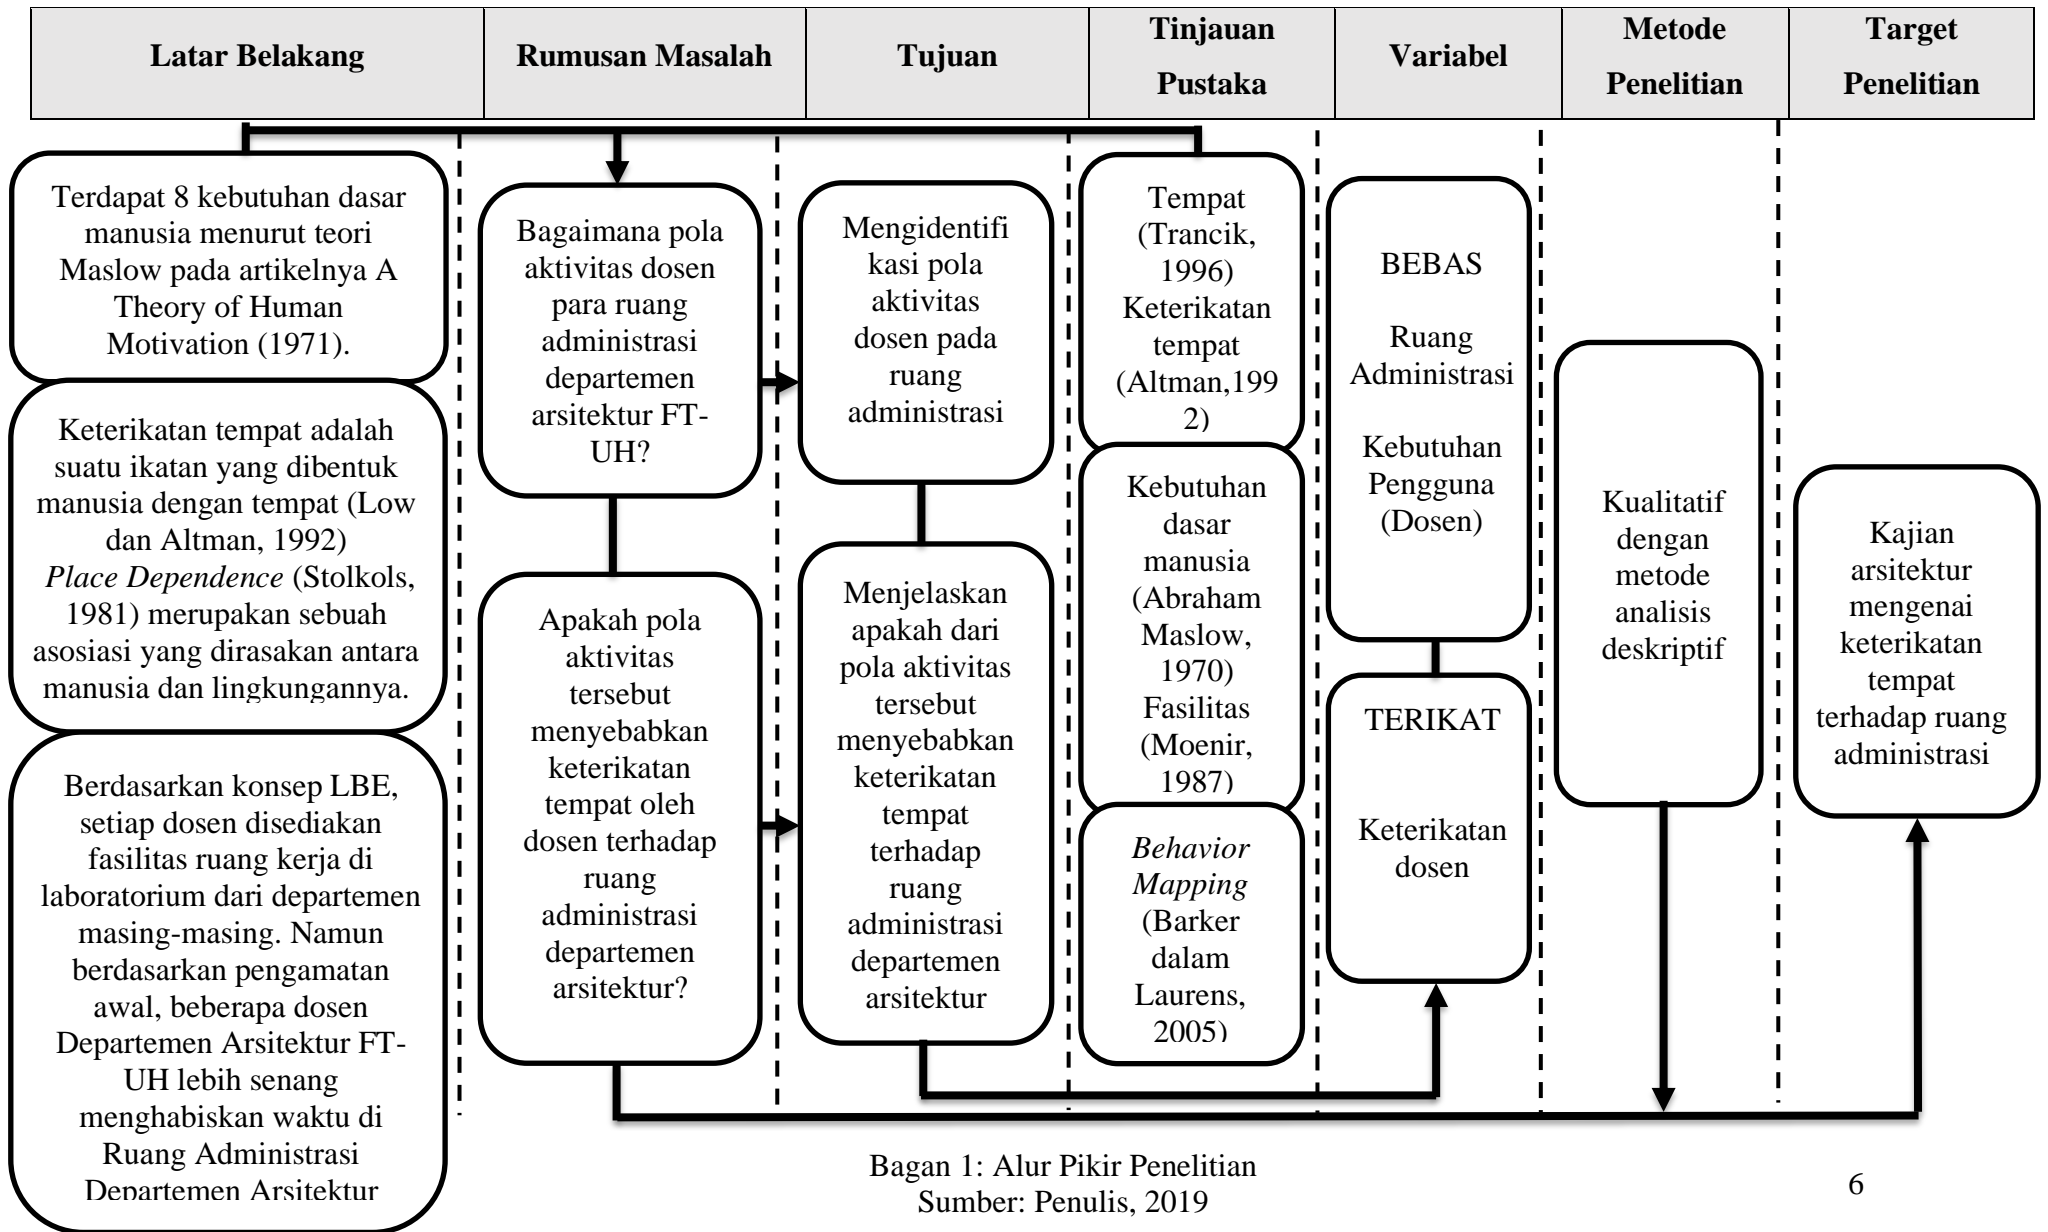 Latar Belakang
Rumusan Masalah
Tujuan
Tinjauan
Pustaka
Variabel
Metode
Penelitian
Target
Penelitian
Terdapat 8 kebutuhan dasar
manusia menurut teori
Maslow pada artikelnya A
Theory of Human
Motivation (1971).
Keterikatan tempat adalah
suatu ikatan yang dibentuk
manusia dengan tempat (Low
dan Altman, 1992)
Place Dependence (Stolkols,
1981) merupakan sebuah
asosiasi yang dirasakan antara
manusia dan lingkungannya.
Berdasarkan konsep LBE,
setiap dosen disediakan
fasilitas ruang kerja di
laboratorium dari departemen
masing-masing. Namun
berdasarkan pengamatan
awal, beberapa dosen
Departemen Arsitektur FT-
UH lebih senang
menghabiskan waktu di
Ruang Administrasi
Departemen Arsitektur
Bagaimana pola
aktivitas dosen
para ruang
administrasi
departemen
arsitektur FT-
UH?
Apakah pola
aktivitas
tersebut
menyebabkan
keterikatan
tempat oleh
dosen terhadap
ruang
administrasi
departemen
arsitektur?
Mengidentifi
kasi pola
aktivitas
dosen pada
ruang
administrasi
Menjelaskan
apakah dari
pola aktivitas
tersebut
menyebabkan
keterikatan
tempat
terhadap
ruang
administrasi
departemen
arsitektur
Tempat
(Trancik,
1996)
Keterikatan
tempat
(Altman,199
2)
Kebutuhan
dasar
manusia
(Abraham
Maslow,
1970)
Fasilitas
(Moenir,
1987)
Behavior
Mapping
(Barker
dalam
Laurens,
2005)
BEBAS
Ruang
Administrasi
Kebutuhan
Pengguna
(Dosen)
TERIKAT
Keterikatan
dosen
Kualitatif
dengan
metode
analisis
deskriptif
Kajian
arsitektur
mengenai
keterikatan
tempat
terhadap ruang
administrasi
Bagan 1: Alur Pikir Penelitian
Sumber: Penulis, 2019
6